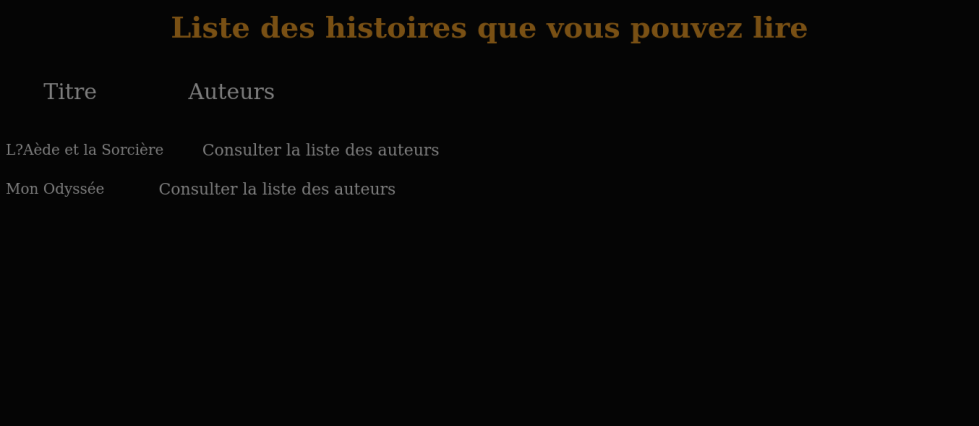 Liste des histoires que vous pouvez lire
Titre Auteurs
L?Aède et la Sorcière Consulter la liste des auteurs
Mon Odyssée Consulter la liste des auteurs